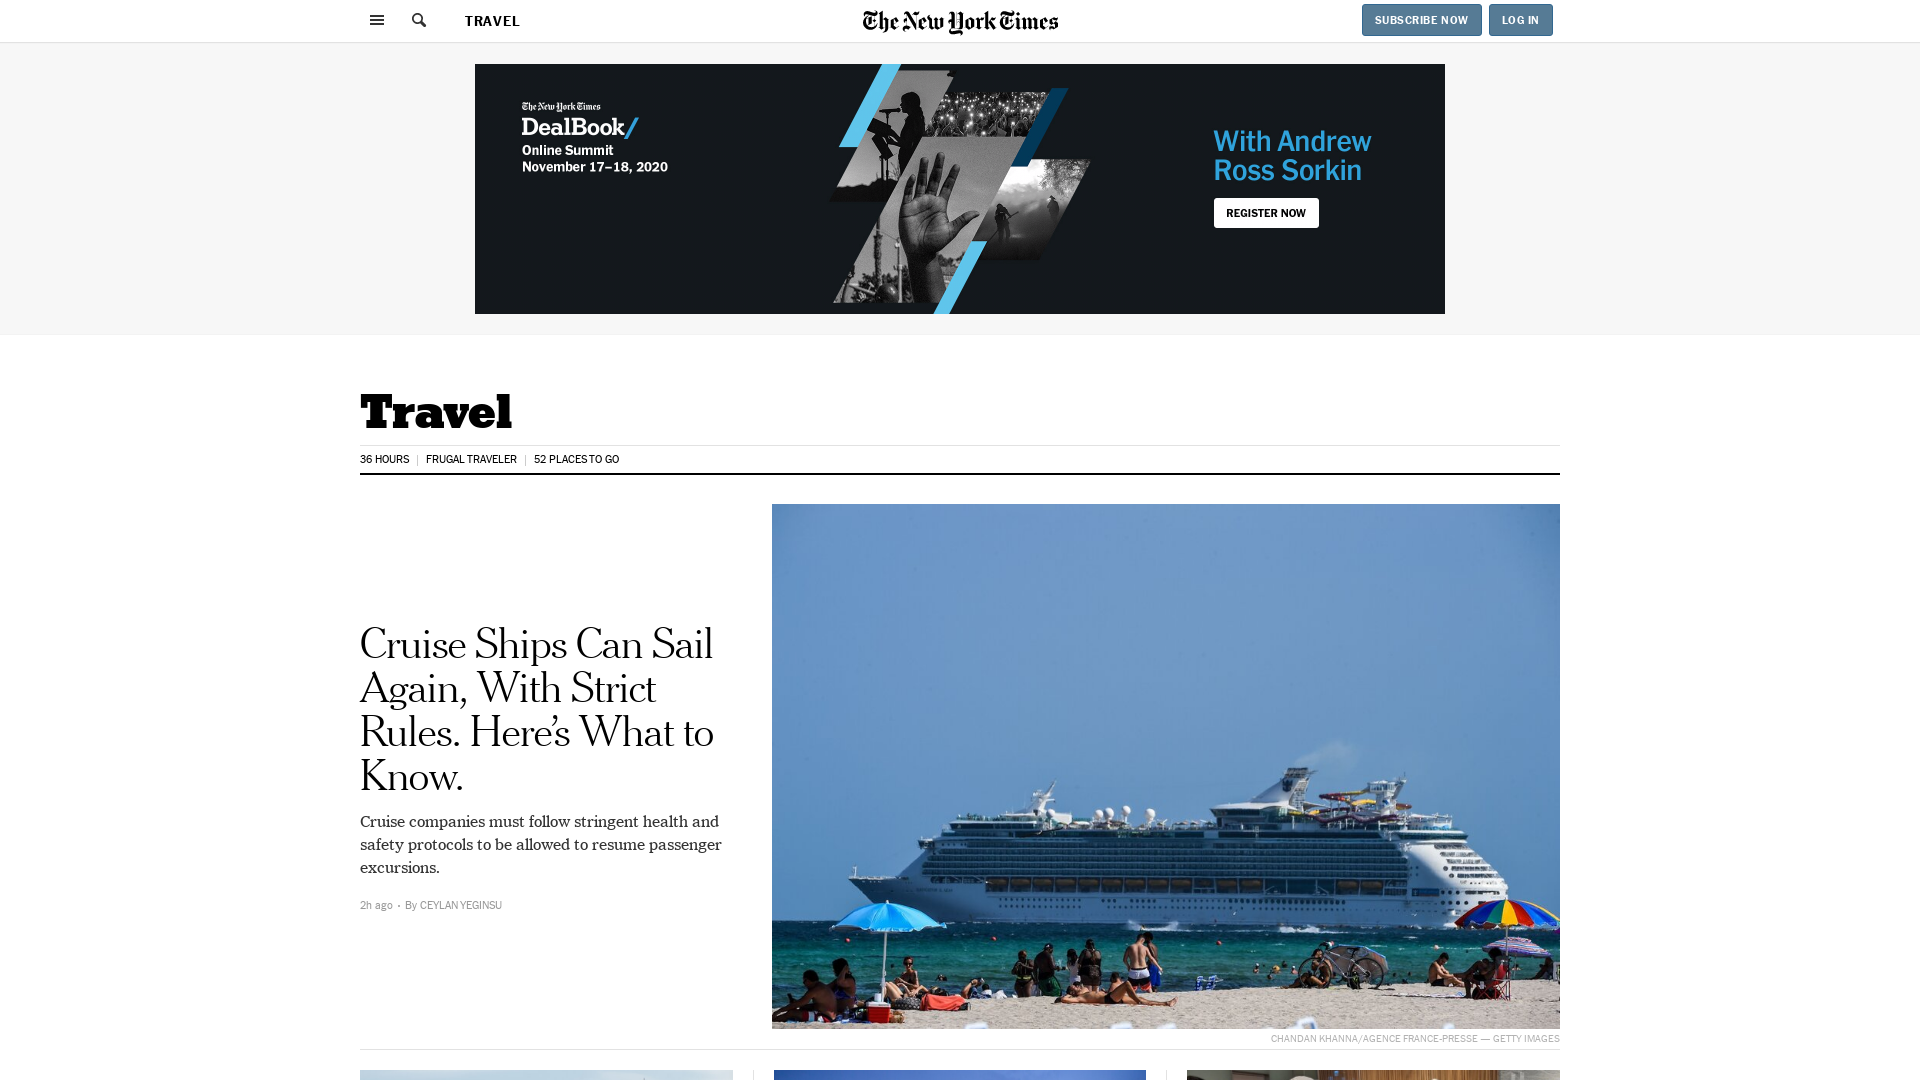 TRAVEL
The New York Times
SUBSCRIBE NOW
LOG IN
The New York Times
DealBook/
Online Summit
November 17–18, 2020
With Andrew
Ross Sorkin
REGISTER NOW
Travel
36 HOURS
FRUGAL TRAVELER
52 PLACES TO GO
Cruise Ships Can Sail
Again, With Strict
Rules. Here’s What to
Know.
Cruise companies must follow stringent health and
safety protocols to be allowed to resume passenger
excursions.
2h ago • By CEYLAN YEGINSU
CHANDAN KHANNA/AGENCE FRANCE-PRESSE — GETTY IMAGES